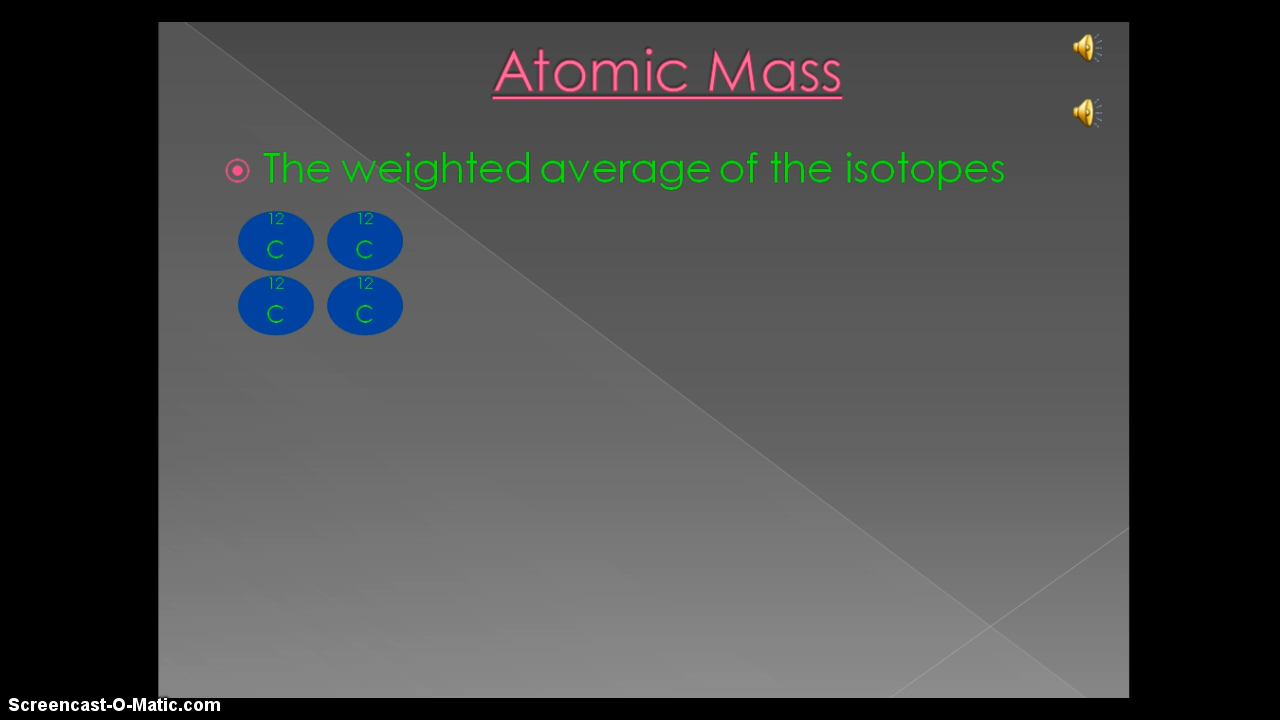 Atomic Mass
The weighted average of the isotopes
12 12
C C
12 12
C C
Screencast-O-Matic.com